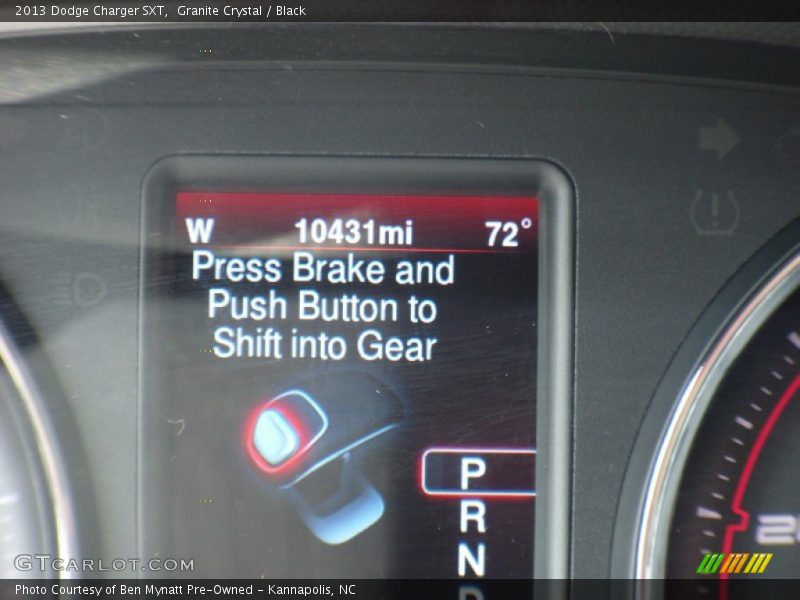 2013 Dodge Charger SXT, Granite Crystal / Black
W 10431mi 72°
Press Brake and
Push Button to
Shift into Gear
P
R
N
D
GTCARLOT.COM
Photo Courtesy of Ben Mynatt Pre-Owned - Kannapolis, NC